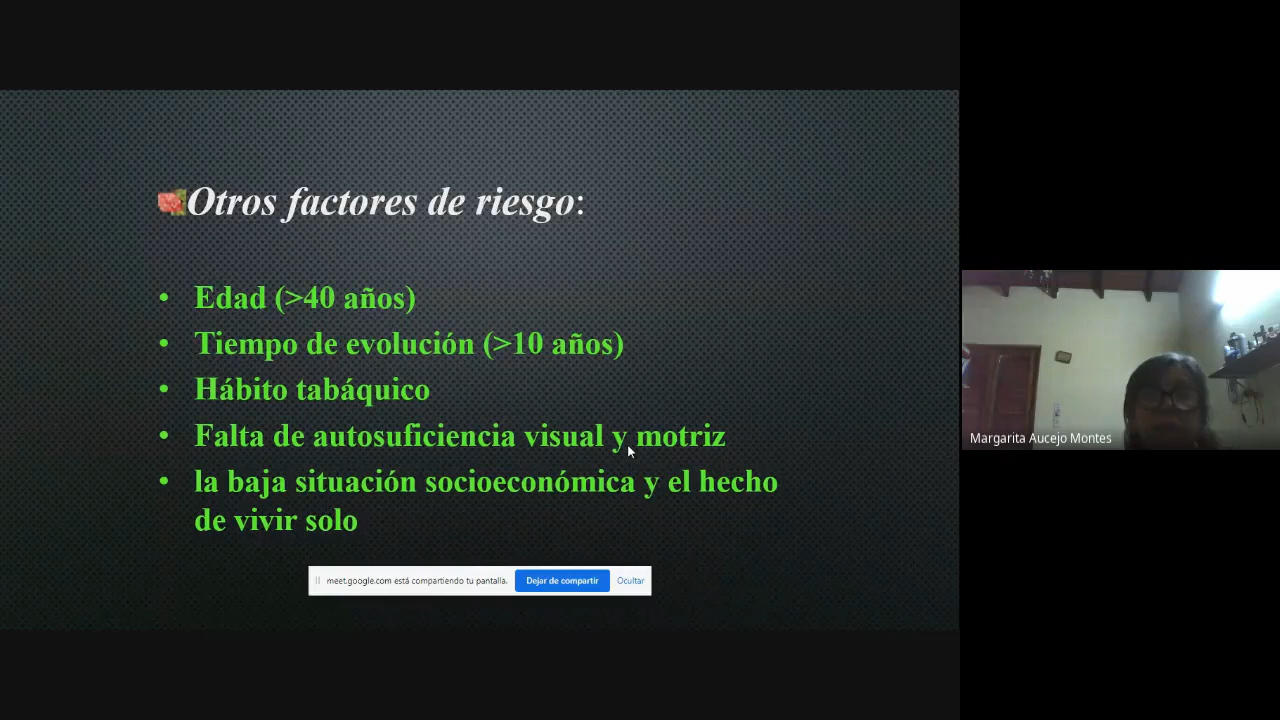 Otros factores de riesgo:
• Edad (>40 años)
• Tiempo de evolución (>10 años)
• Hábito tabáquico
• Falta de autosuficiencia visual y motriz
• la baja situación socioeconómica y el hecho
de vivir solo
meet.google.com está compartiendo tu pantalla. Dejar de compartir Ocultar
Margarita Aucejo Montes